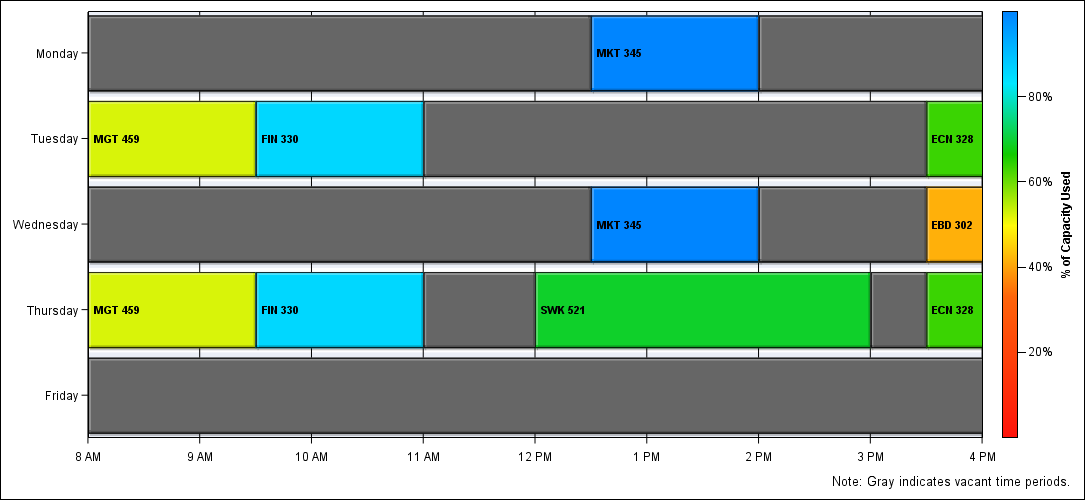 Monday
MKT 345
Tuesday
MGT 459
FIN 330
ECN 328
Wednesday
MKT 345
EBD 302
Thursday
MGT 459
FIN 330
SWK 521
ECN 328
Friday
8 AM
9 AM
10 AM
11 AM
12 PM
1 PM
2 PM
3 PM
4 PM
80%
60%
40%
20%
% of Capacity Used
Note: Gray indicates vacant time periods.